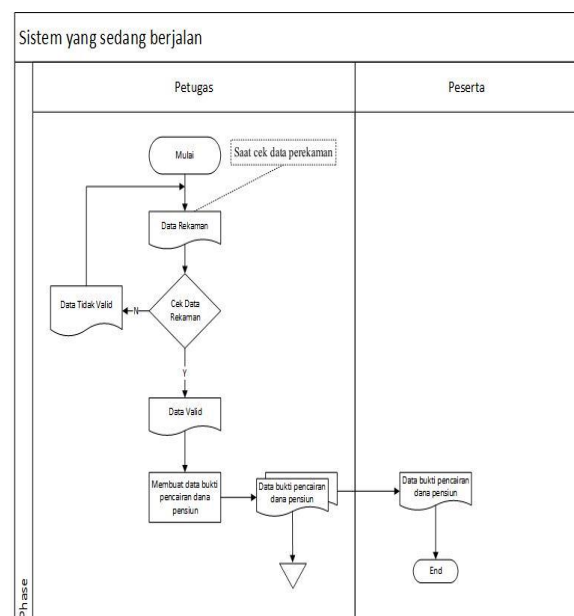 Sistem yang sedang berjalan
Petugas
Peserta
Mulai
Saat cek data perekaman
Data Rekaman
Data Tidak Valid
N
Cek Data
Rekaman
Y
Data Valid
Membuat data bukti
pencairan dana
pensiun
Data bukti pencairan
dana pensiun
Data bukti pencairan
dana pensiun
End
Phase